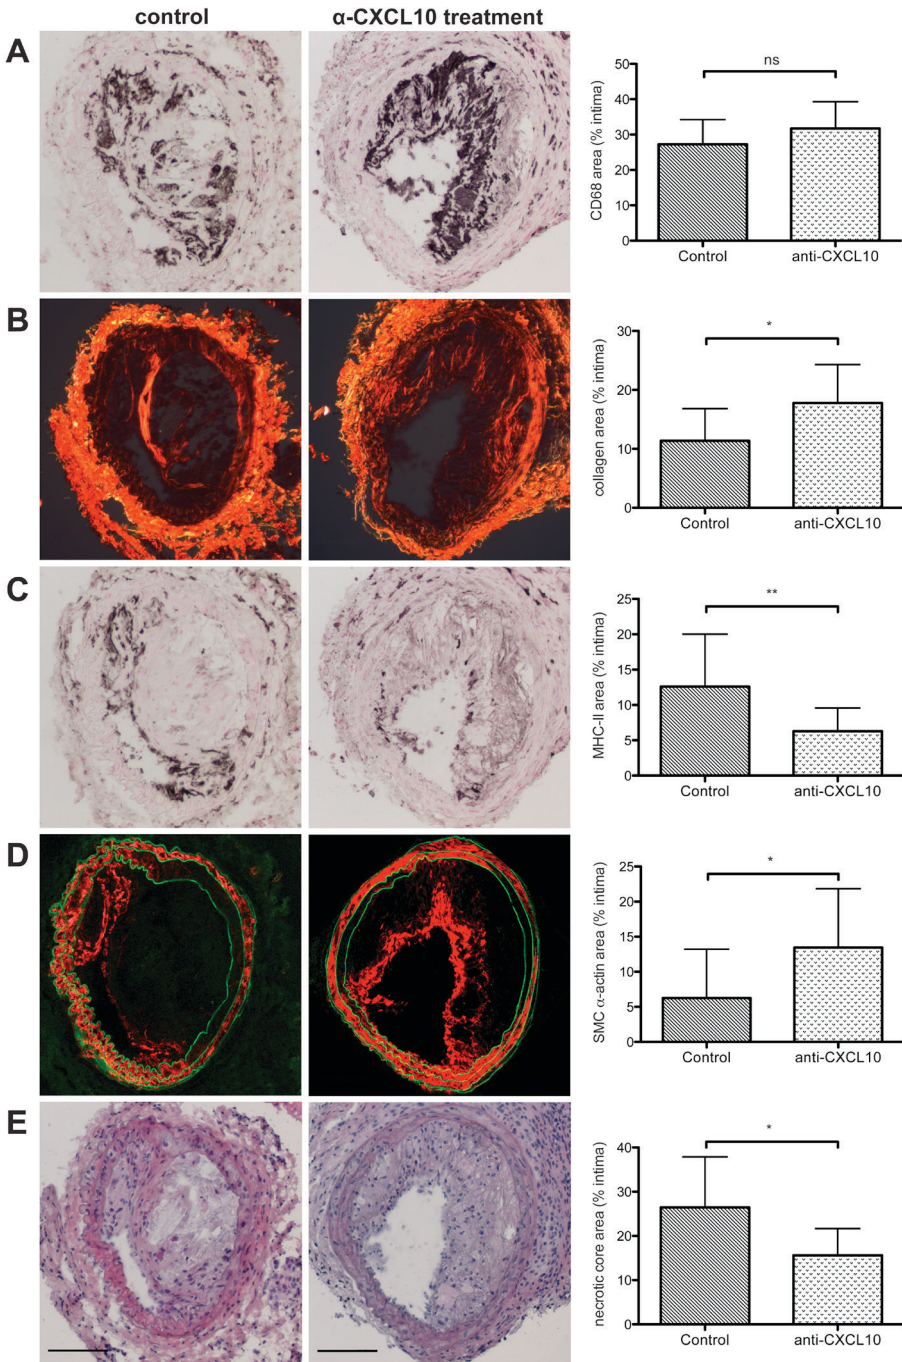 control
α-CXCL10 treatment
A
CD68 area (% intima)
50
40
30
20
10
0
ns
Control
anti-CXCL10
B
collagen area (% intima)
30
20
10
0
*
Control
anti-CXCL10
C
MHC-II area (% intima)
25
20
15
10
5
0
**
Control
anti-CXCL10
D
SMC α-actin area (% intima)
25
20
15
10
5
0
*
Control
anti-CXCL10
E
necrotic core area (% intima)
40
30
20
10
0
*
Control
anti-CXCL10